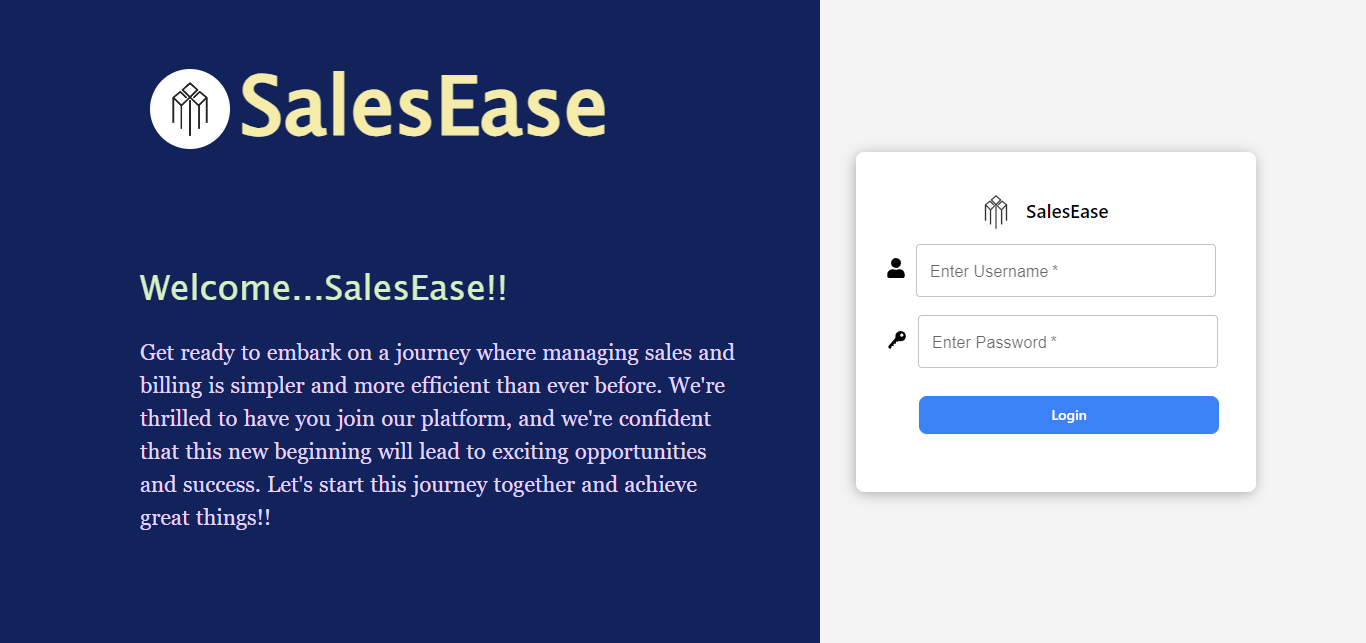 SalesEase
Welcome...SalesEase!!
Get ready to embark on a journey where managing sales and
billing is simpler and more efficient than ever before. We're
thrilled to have you join our platform, and we're confident
that this new beginning will lead to exciting opportunities
and success. Let's start this journey together and achieve
great things!!
SalesEase
Enter Username *
Enter Password *
Login